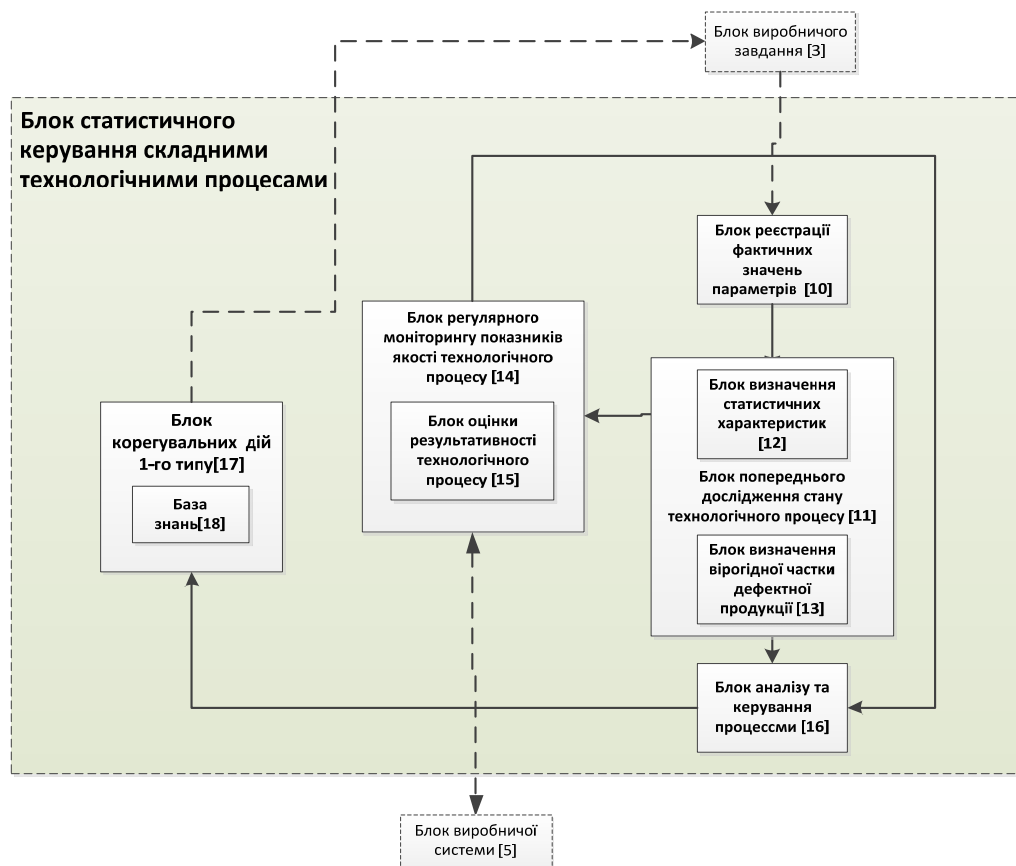 Блок виробничого
завдання [3]
Блок статистичного
керування складними
технологічними процесами
Блок реєстрації
фактичних
значень
параметрів [10]
Блок регулярного
моніторингу показників
якості технологічного
процесу [14]
Блок оцінки
результативності
технологічного
процесу [15]
Блок визначення
статистичних
характеристик
[12]
Блок попереднього
дослідження стану
технологічного процесу [11]
Блок визначення
вірогідної частки
дефектної
продукції [13]
Блок
корегувальних дій
1-го типу[17]
База
знань[18]
Блок аналізу та
керування
процессми [16]
Блок виробничої
системи [5]